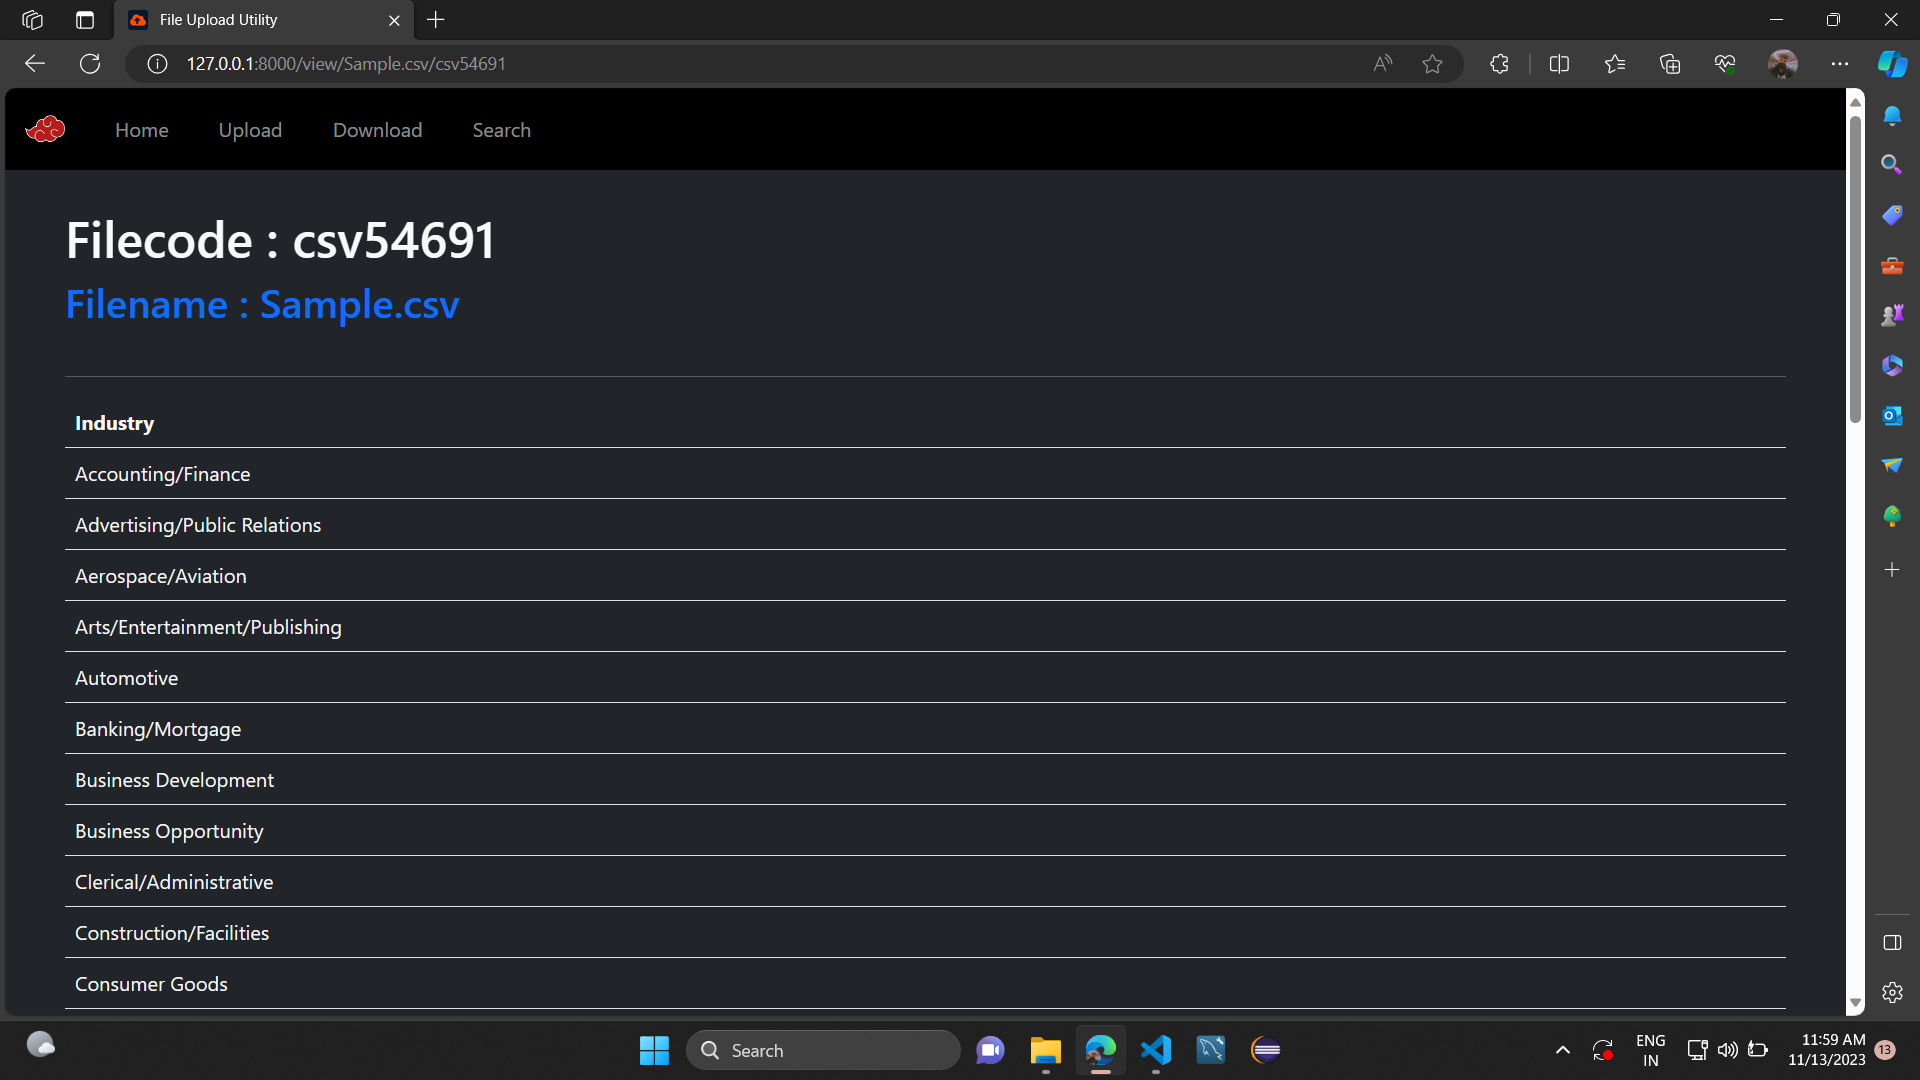 File Upload Utility
127.0.0.1:8000/view/Sample.csv/csv54691
Home Upload Download Search
Filecode : csv54691
Filename : Sample.csv
Industry
Accounting/Finance
Advertising/Public Relations
Aerospace/Aviation
Arts/Entertainment/Publishing
Automotive
Banking/Mortgage
Business Development
Business Opportunity
Clerical/Administrative
Construction/Facilities
Consumer Goods
Search
ENG
IN
11:59 AM
11/13/2023
13